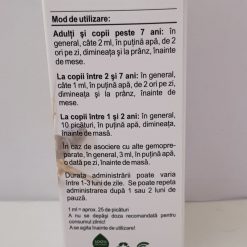 Mod de utilizare:
Adulți și copii peste 7 ani: în
general, câte 2 ml, în puțină apă, de 2
ori pe zi, dimineața și la prânz, înainte
de mese.
La copii între 2 și 7 ani: în general,
câte 1 ml, în puțină apă, de 2 ori pe zi,
dimineața și la prânz, înainte de
mese.
La copii între 1 și 2 ani: în general,
10 picături, în puțină apă, dimineața,
înainte de masă.
În caz de asociere cu alte gemopre-
parate, în general, 3 ml, în puțină apă,
o dată pe zi, înainte de masă.
Durata administrării poate varia
între 1-3 luni de zile. Se poate repeta
administrarea după 1 sau 2 luni de
pauză.
1 ml = aprox. 25 de picături
A nu se depăși doza recomandată pentru
consumul zilnic!
A se agita înainte de utilizare!
100%